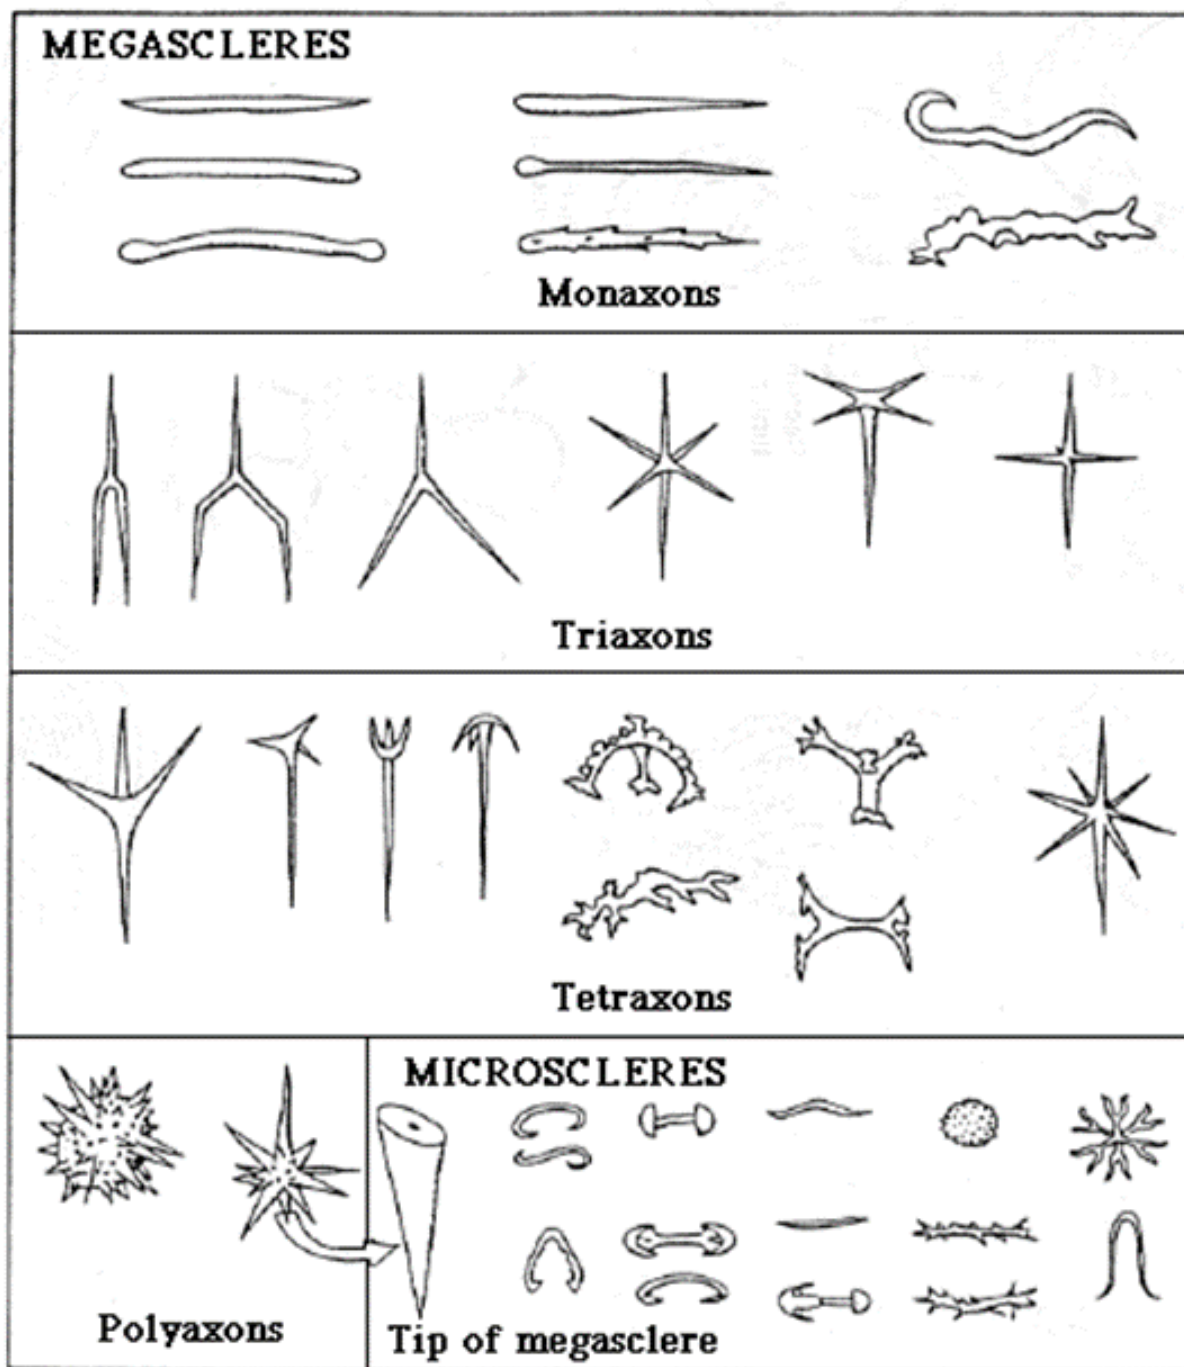 MEGASCLERES
Monaxons
Triaxons
Tetraxons
Polyaxons
MICROSCLERES
Tip of megasclere